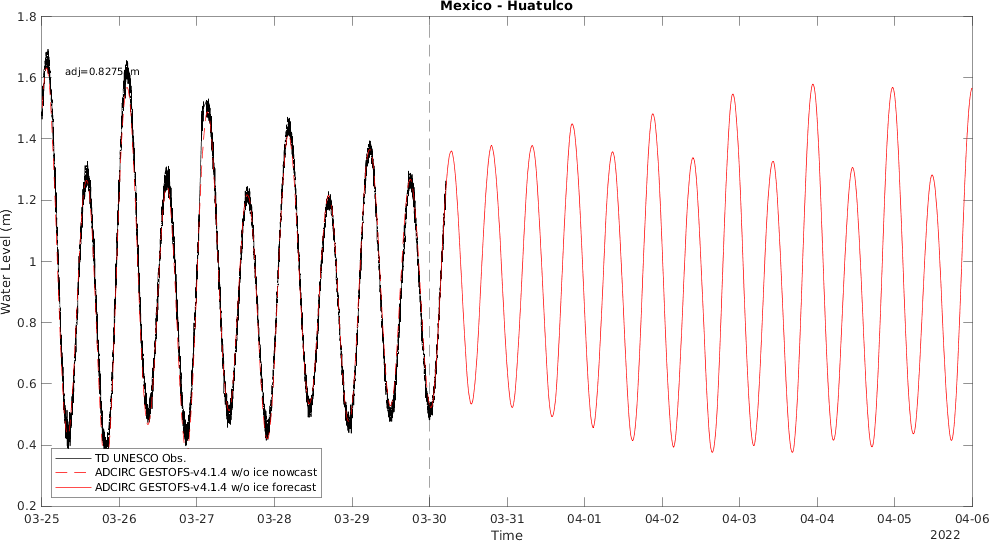 Mexico - Huatulco
1.8
1.6
1.4
1.2
1
0.8
0.6
0.4
0.2
Water Level (m)
adj=0.8275 m
TD UNESCO Obs.
ADCIRC GESTOFS-v4.1.4 w/o ice nowcast
ADCIRC GESTOFS-v4.1.4 w/o ice forecast
03-25 03-26 03-27 03-28 03-29 03-30 03-31 04-01 04-02 04-03 04-04 04-05 04-06
Time
2022